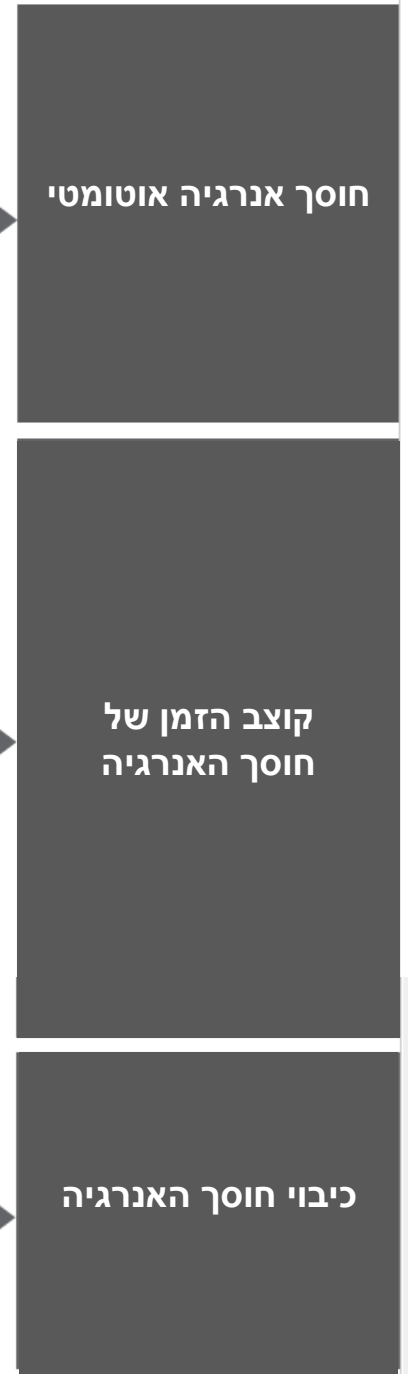 חוסך אנרגיה אוטומטי
קוצב הזמן של
חוסך האנרגיה
כיבוי חוסך האנרגיה